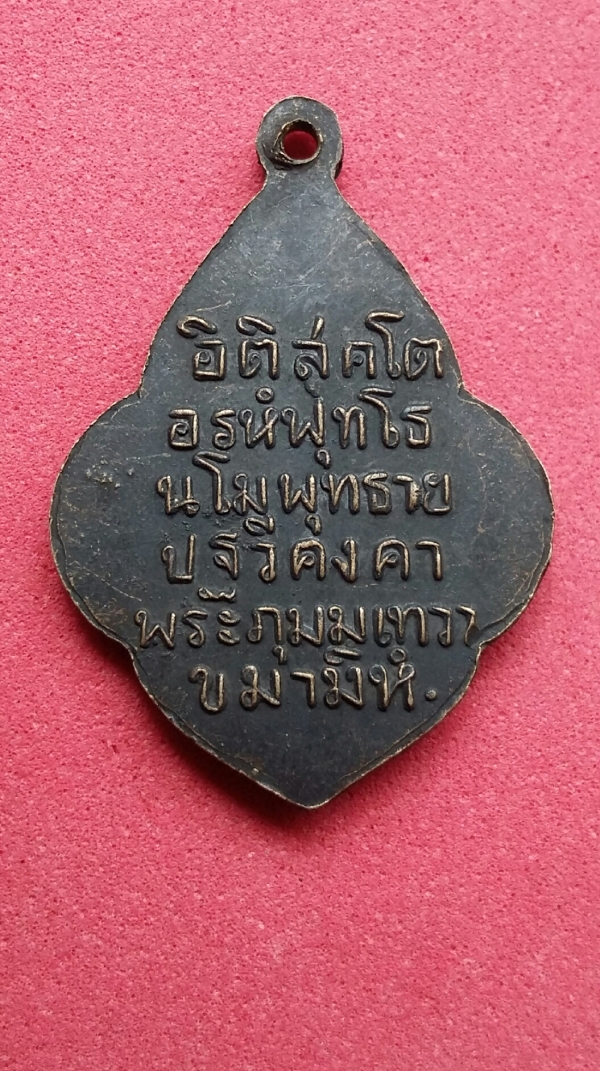 อิติสุคโต
อรหํพุทโธ
นโมพุทธาย
ปฐวีคงคา
พระภุมมเทวา
ขมามิหํ.